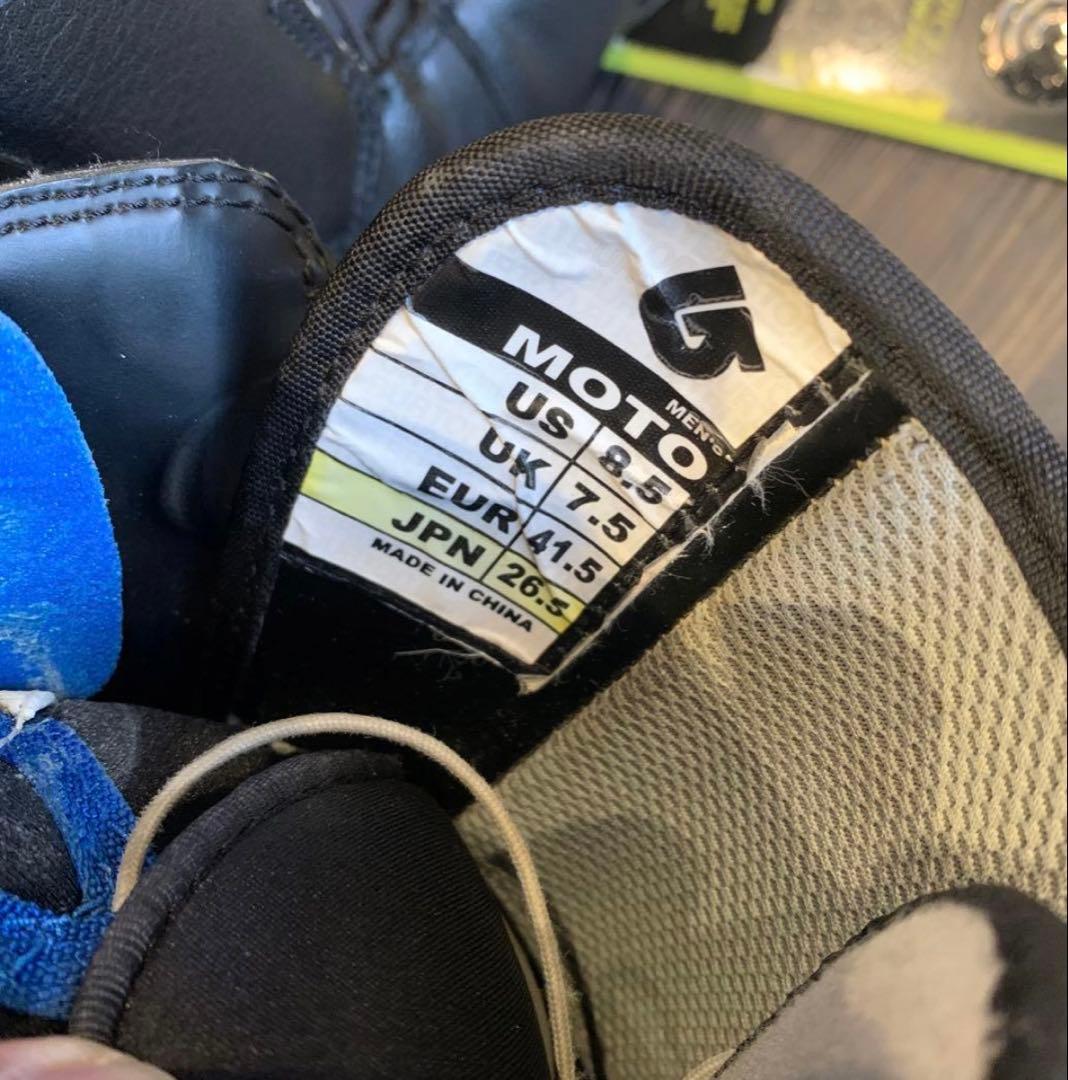 MEN'S
MOTO
US 8.5
UK 7.5
EUR 41.5
JPN 26.5
MADE IN CHINA